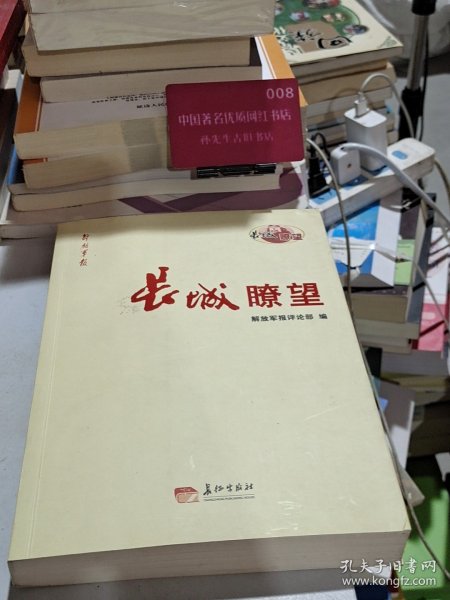 008
中国著名优质网红书店
孙先生古旧书店
解放军报
长城
长城 瞭望
解放军报评论部 编
长征出版社
孔夫子旧书网
www.kongfz.com